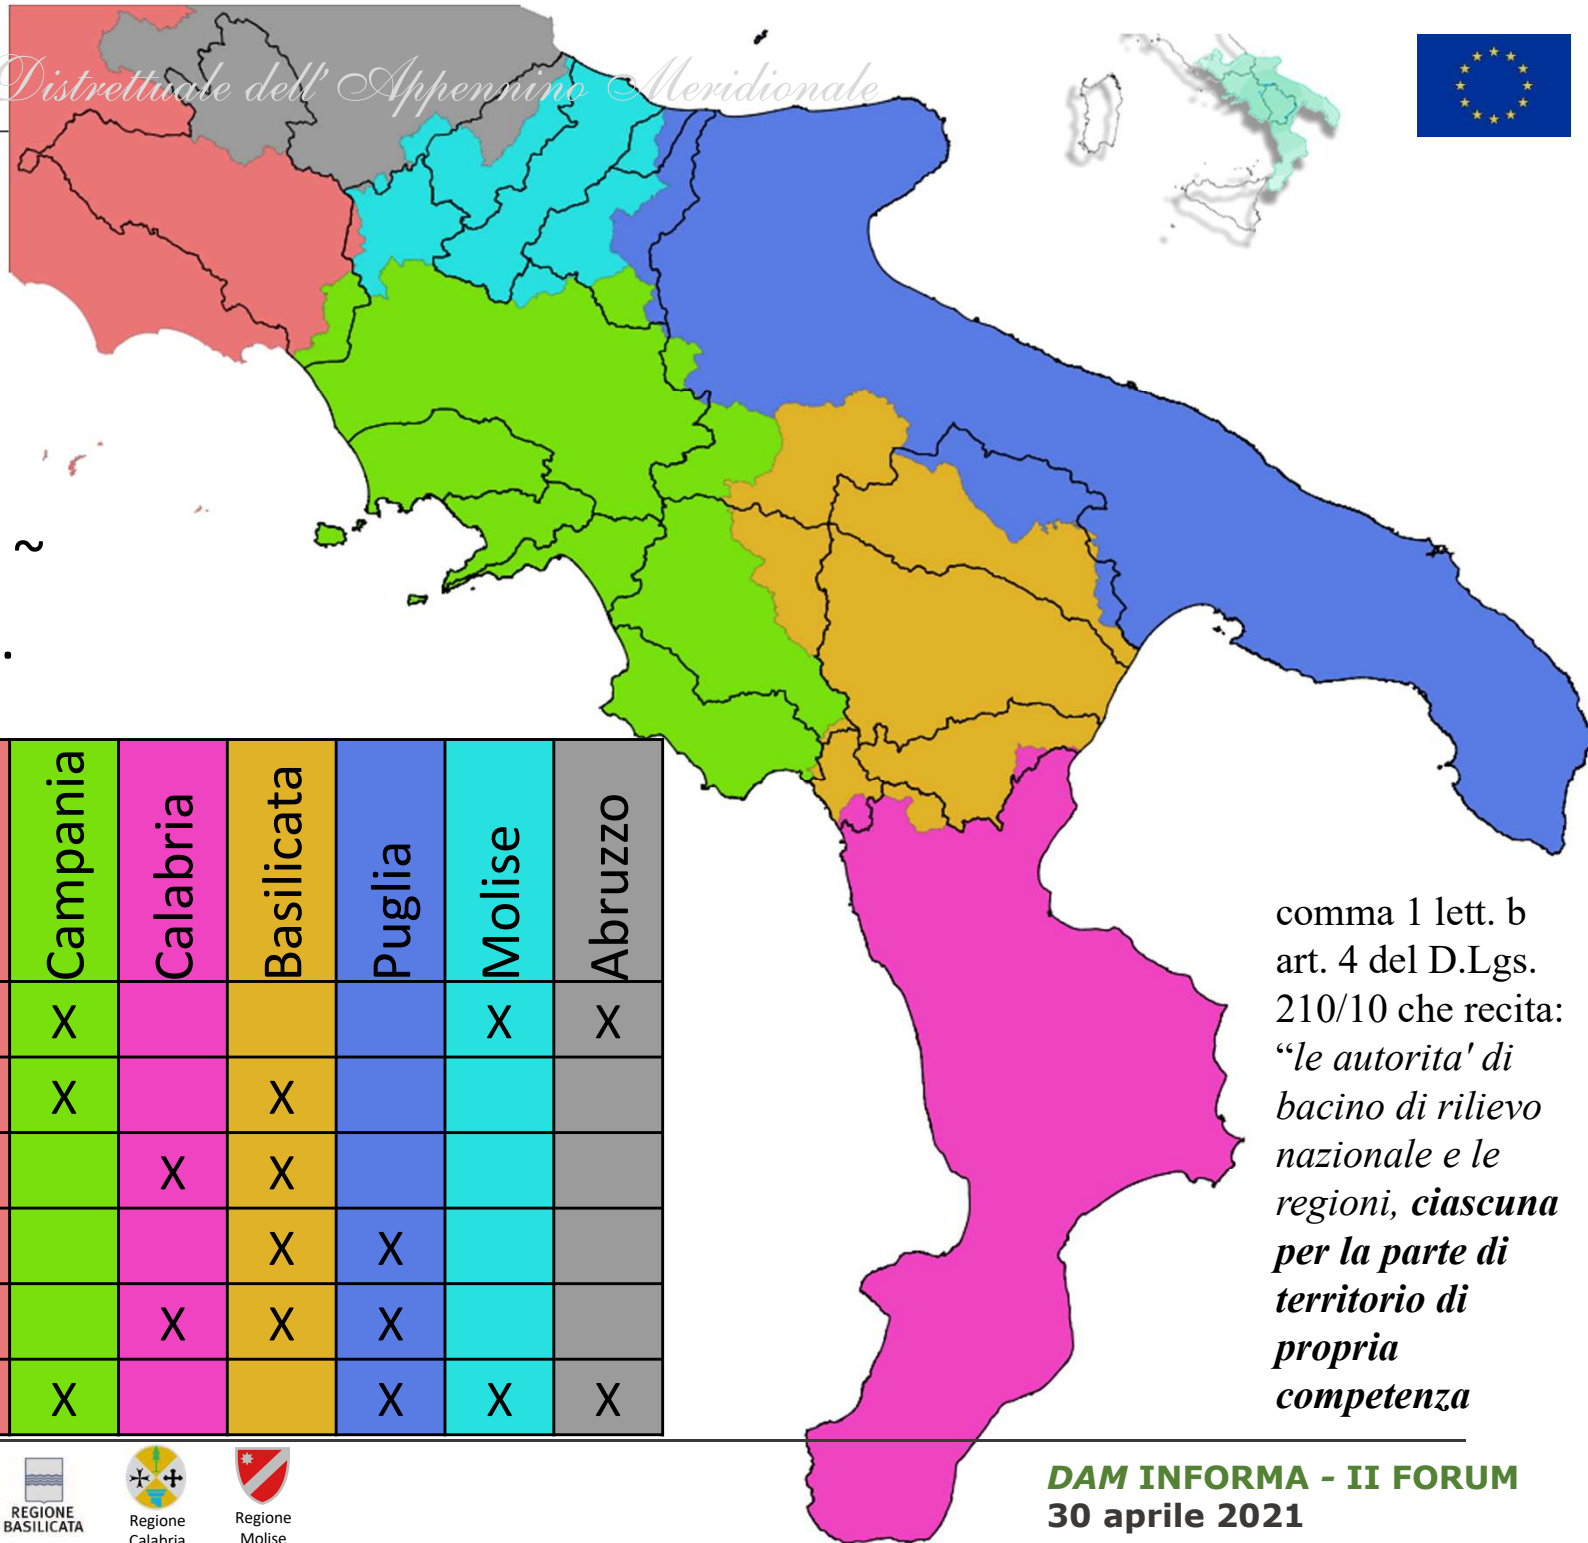 Distrettuale dell' Appennino Meridionale
~
.
Campania
Calabria
Basilicata
Puglia
Molise
Abruzzo
X X X
X X
X X
X X
X X X
X X X X
comma 1 lett. b
art. 4 del D.Lgs.
210/10 che recita:
“le autorita' di
bacino di rilievo
nazionale e le
regioni, ciascuna
per la parte di
territorio di
propria
competenza
REGIONE
BASILICATA
Regione
Calabria
Regione
Molise
DAM INFORMA - II FORUM
30 aprile 2021